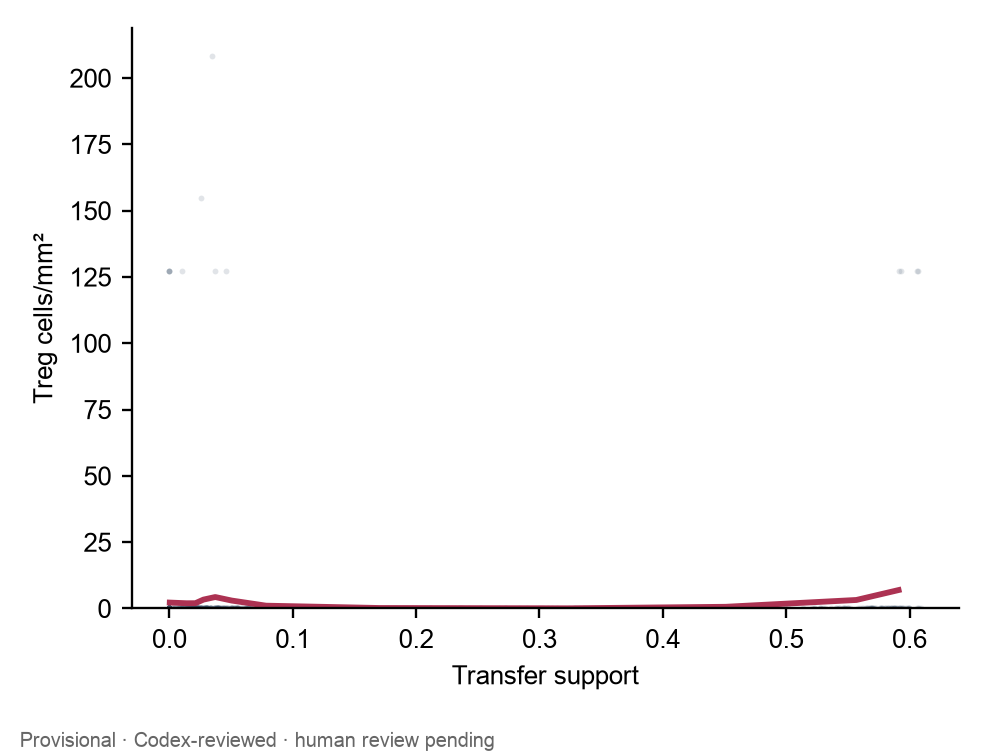 200
175
150
125
100
75
50
25
0
Treg cells/mm²
0.0 0.1 0.2 0.3 0.4 0.5 0.6
Transfer support
Provisional · Codex-reviewed · human review pending